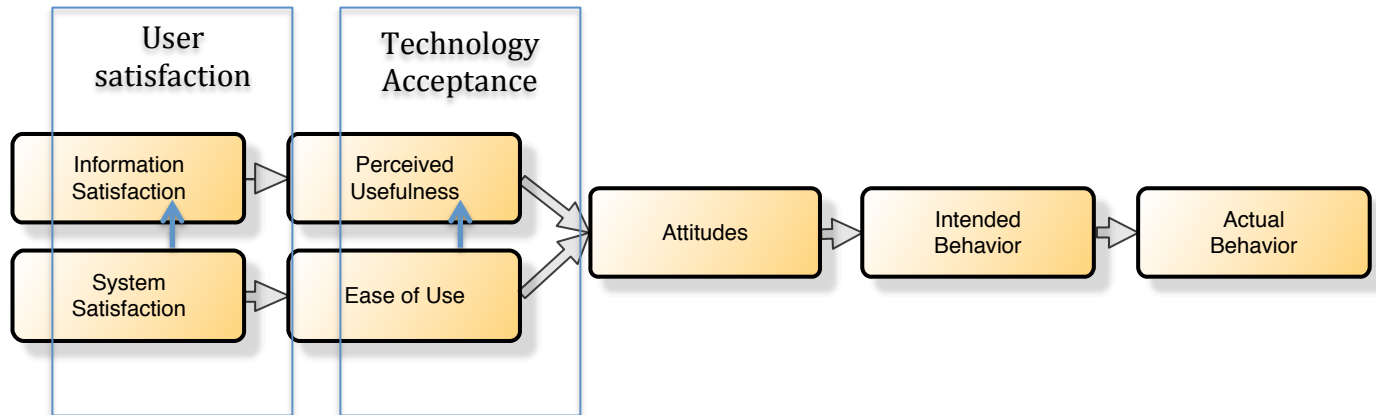 User
satisfaction
Technology
Acceptance
Information
Satisfaction
Perceived
Usefulness
System
Satisfaction
Ease of Use
Attitudes
Intended
Behavior
Actual
Behavior